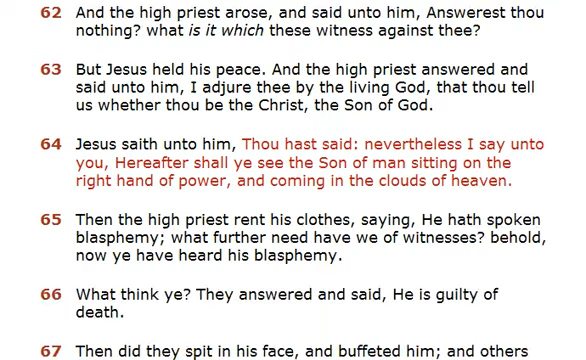 62 And the high priest arose, and said unto him, Answerest thou
nothing? what is it which these witness against thee?
63 But Jesus held his peace. And the high priest answered and
said unto him, I adjure thee by the living God, that thou tell
us whether thou be the Christ, the Son of God.
64 Jesus saith unto him, Thou hast said: nevertheless I say unto
you, Hereafter shall ye see the Son of man sitting on the
right hand of power, and coming in the clouds of heaven.
65 Then the high priest rent his clothes, saying, He hath spoken
blasphemy; what further need have we of witnesses? behold,
now ye have heard his blasphemy.
66 What think ye? They answered and said, He is guilty of
death.
67 Then did they spit in his face, and buffeted him; and others